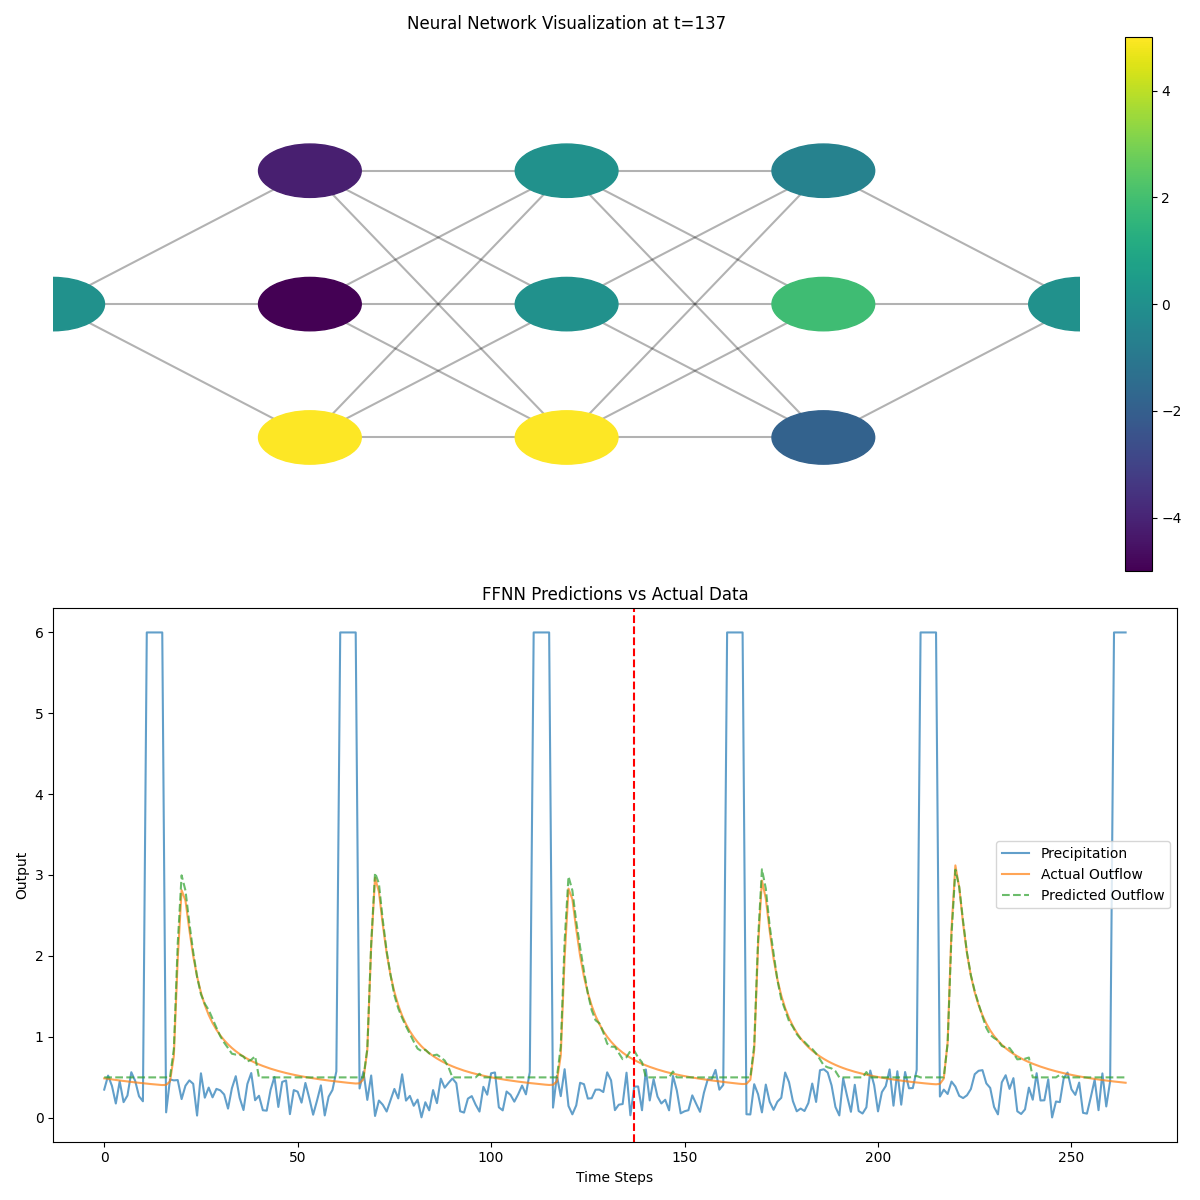 Neural Network Visualization at t=137
4
2
0
−2
−4
FFNN Predictions vs Actual Data
6
5
4
3
2
1
0
Output
Precipitation
Actual Outflow
Predicted Outflow
0 50 100 150 200 250
Time Steps